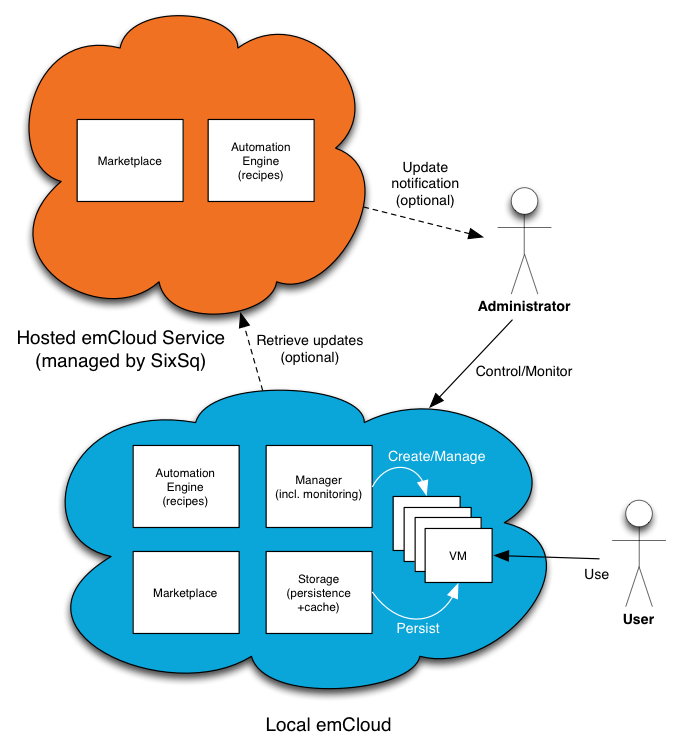 Marketplace
Automation
Engine
(recipes)
Update
notification
(optional)
Administrator
Hosted emCloud Service
(managed by SixSq)
Retrieve updates
(optional)
Control/Monitor
Automation
Engine
(recipes)
Manager
(incl. monitoring)
Create/Manage
VM
Marketplace
Storage
(persistence
+cache)
Persist
Use
User
Local emCloud